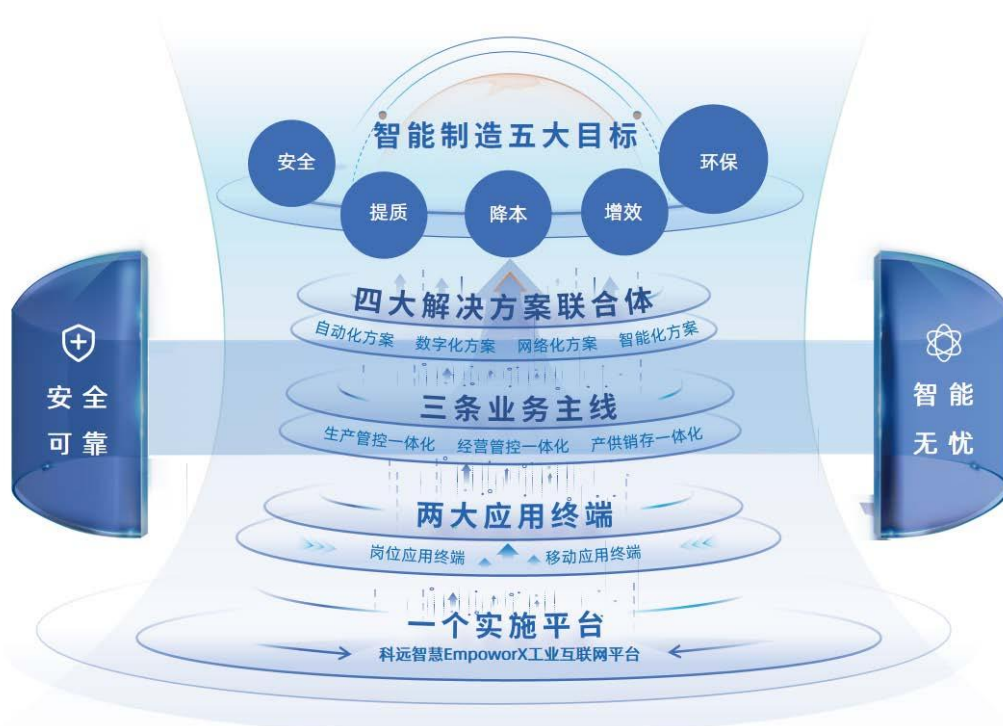 智能制造五大目标
安全
提质
降本
增效
环保
四大解决方案联合体
自动化方案 数字化方案 网络化方案 智能化方案
三条业务主线
生产管控一体化 经营管控一体化 产供销存一体化
两大应用终端
岗位应用终端 移动应用终端
一个实施平台
科远智慧EmpoworX工业互联网平台
安全
可靠
智能
无忧